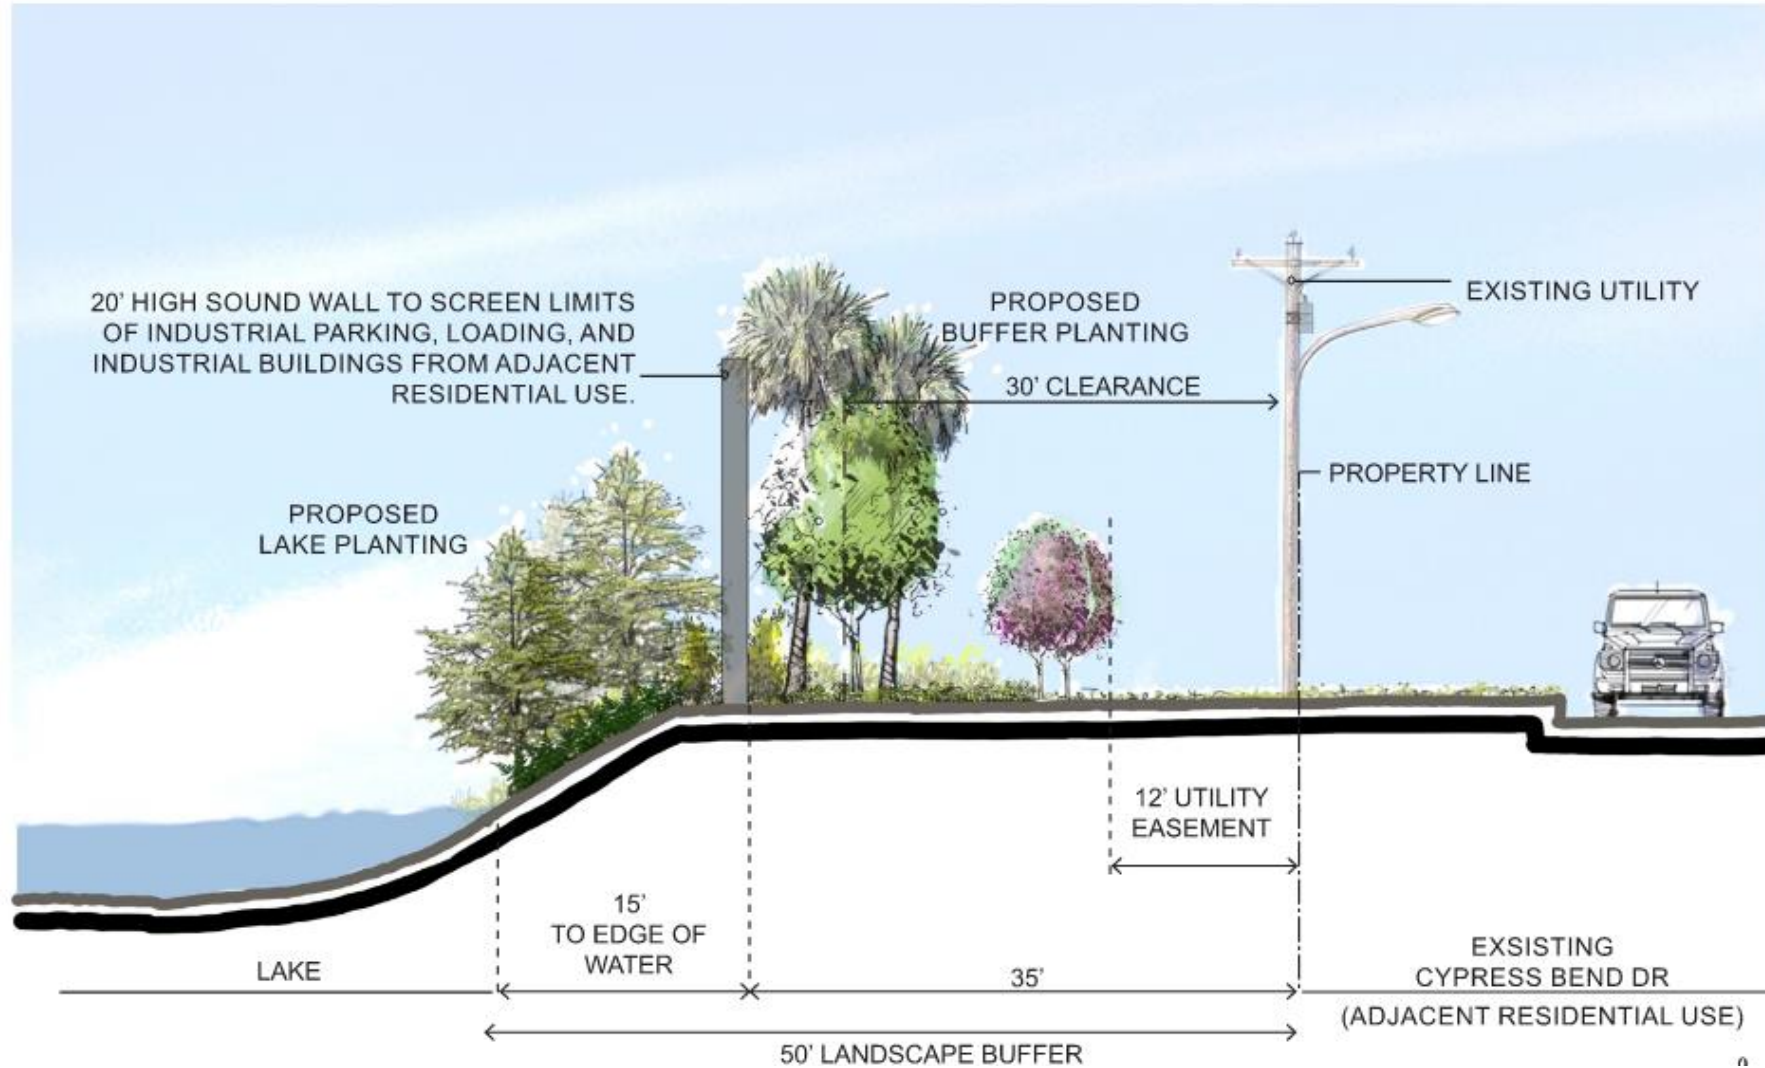 20' HIGH SOUND WALL TO SCREEN LIMITS
OF INDUSTRIAL PARKING, LOADING, AND
INDUSTRIAL BUILDINGS FROM ADJACENT
RESIDENTIAL USE.
PROPOSED
BUFFER PLANTING
30' CLEARANCE
EXISTING UTILITY
PROPERTY LINE
PROPOSED
LAKE PLANTING
12' UTILITY
EASEMENT
15'
TO EDGE OF
WATER
LAKE
35'
EXSISTING
CYPRESS BEND DR
(ADJACENT RESIDENTIAL USE)
50' LANDSCAPE BUFFER